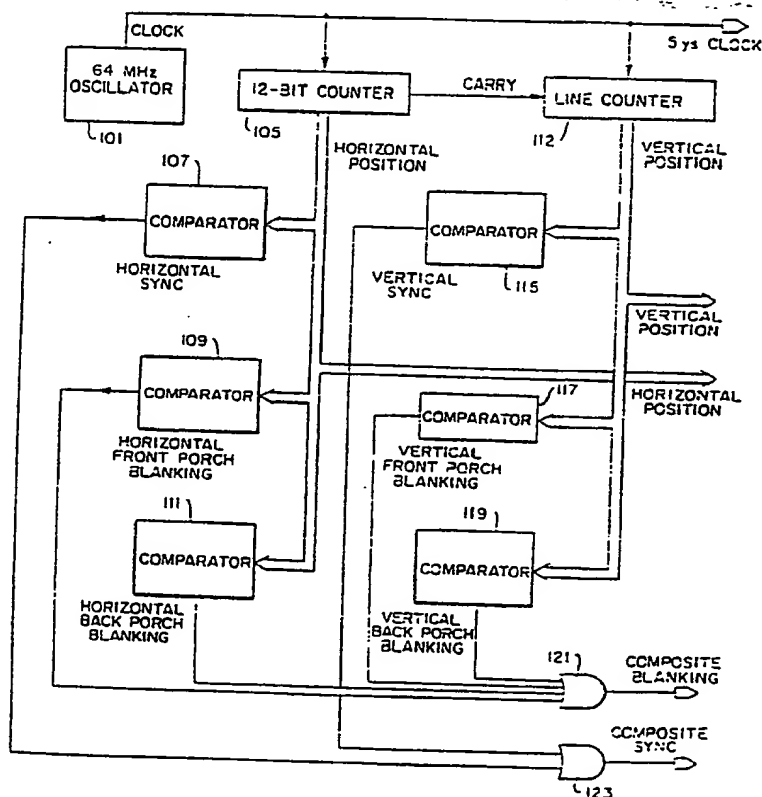 CLOCK
5ys CLOCK
64 MHz
OSCILLATOR
101
12-BIT COUNTER
105
CARRY
LINE COUNTER
112
HORIZONTAL
POSITION
VERTICAL
POSITION
107
COMPARATOR
HORIZONTAL
SYNC
COMPARATOR
VERTICAL
SYNC
115
VERTICAL
POSITION
HORIZONTAL
POSITION
109
COMPARATOR
HORIZONTAL
FRONT PORCH
BLANKING
117
COMPARATOR
VERTICAL
FRONT PORCH
BLANKING
111
COMPARATOR
HORIZONTAL
BACK PORCH
BLANKING
119
COMPARATOR
VERTICAL
BACK PORCH
BLANKING
121
COMPOSITE
BLANKING
COMPOSITE
SYNC
123